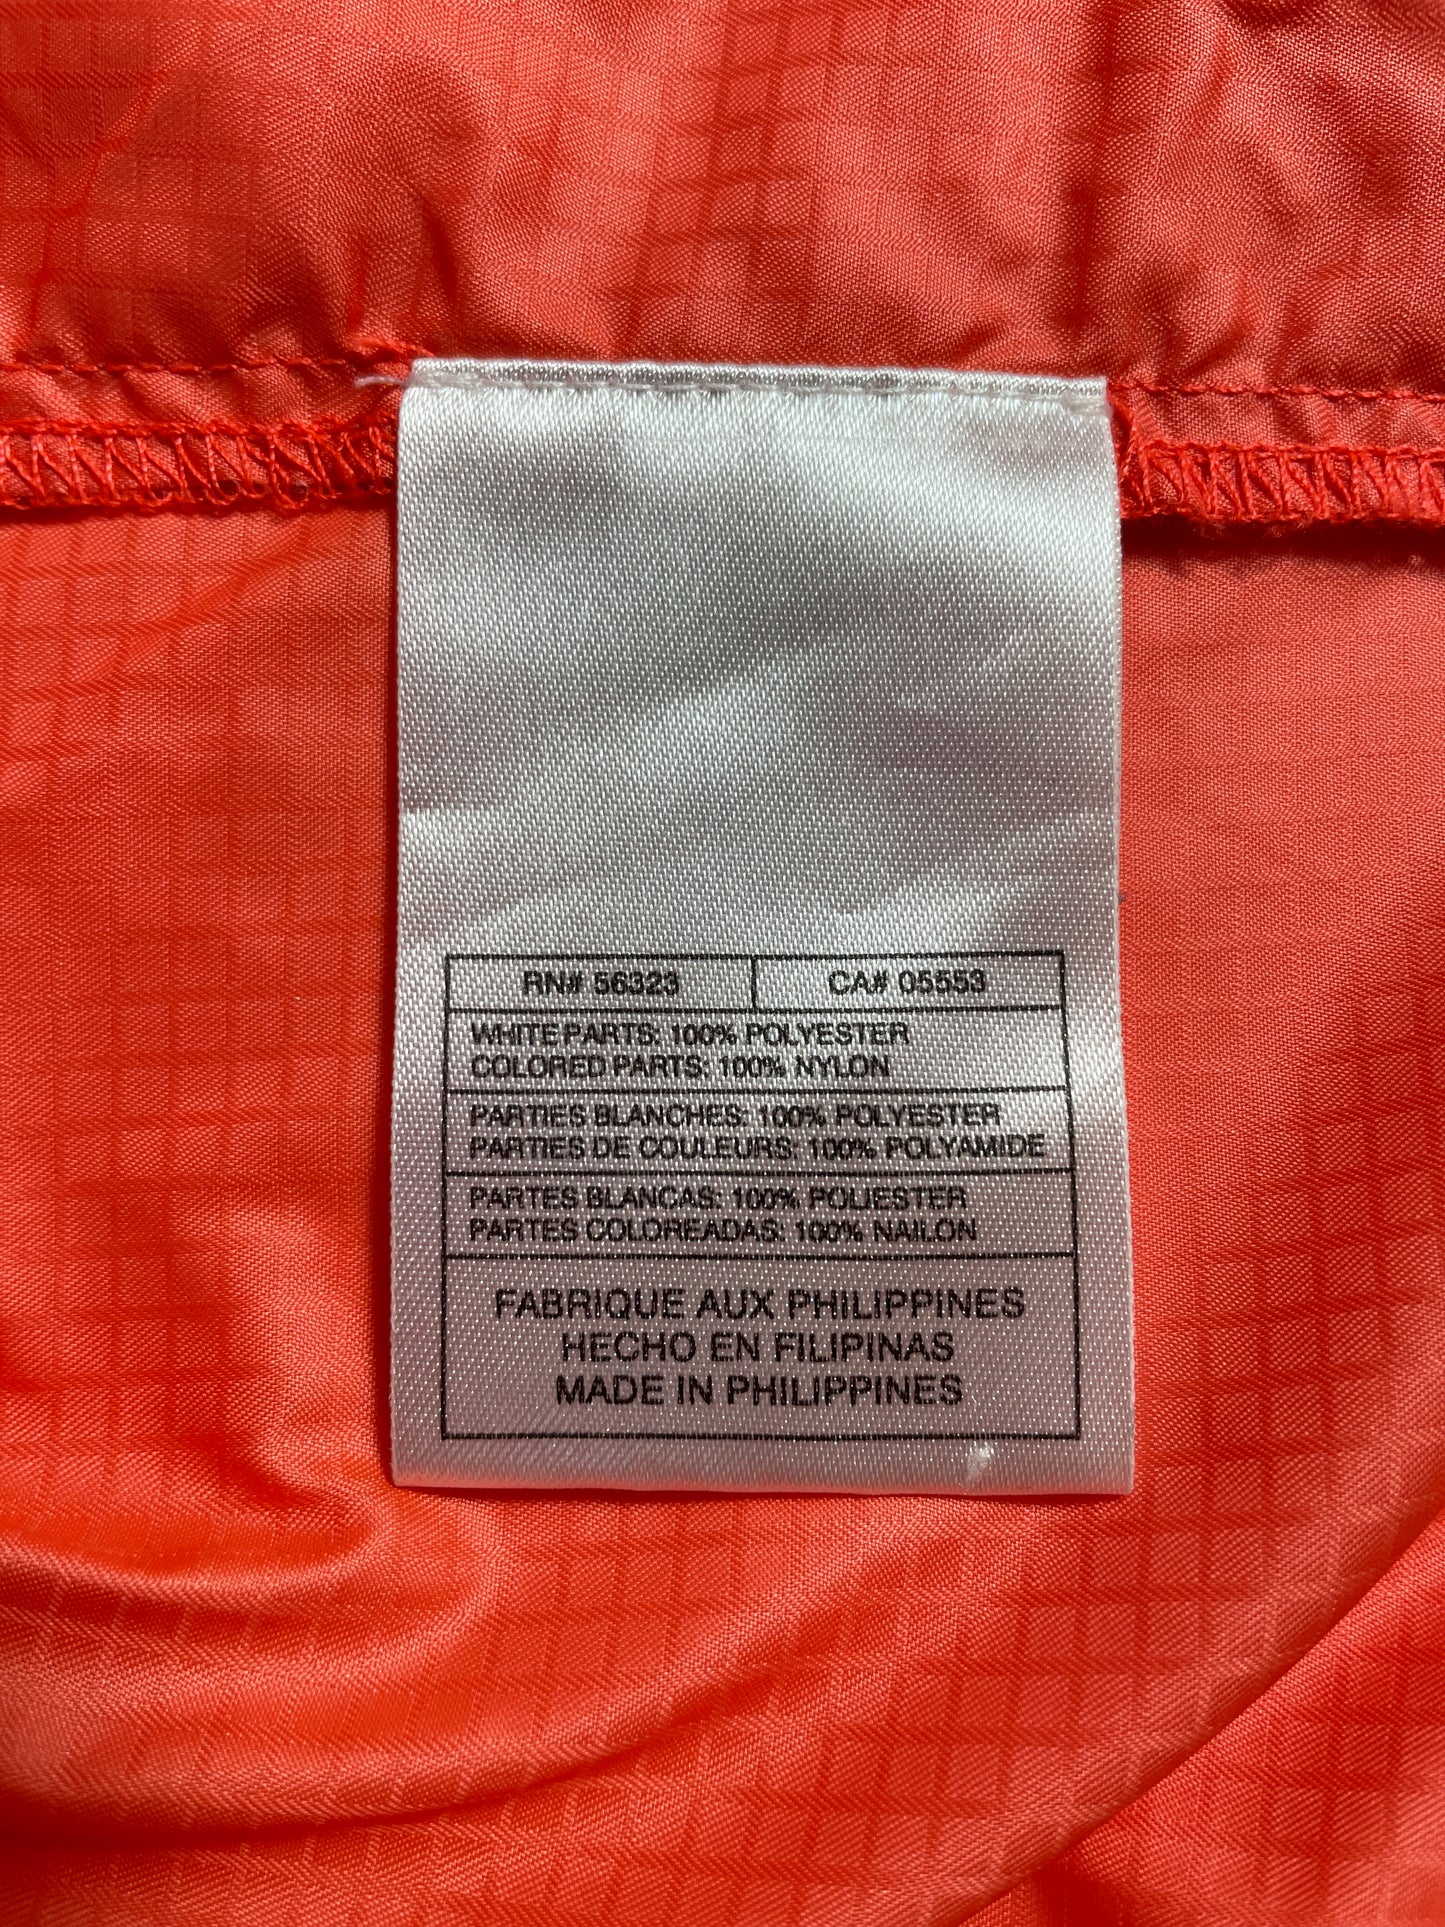 RN# 56323 CA# 05553
WHITE PARTS: 100% POLYESTER
COLORED PARTS: 100% NYLON
PARTIES BLANCHES: 100% POLYESTER
PARTIES DE COULEURS: 100% POLYAMIDE
PARTES BLANCAS: 100% POLIESTER
PARTES COLOREADAS: 100% NAILON
FABRIQUE AUX PHILIPPINES
HECHO EN FILIPINAS
MADE IN PHILIPPINES